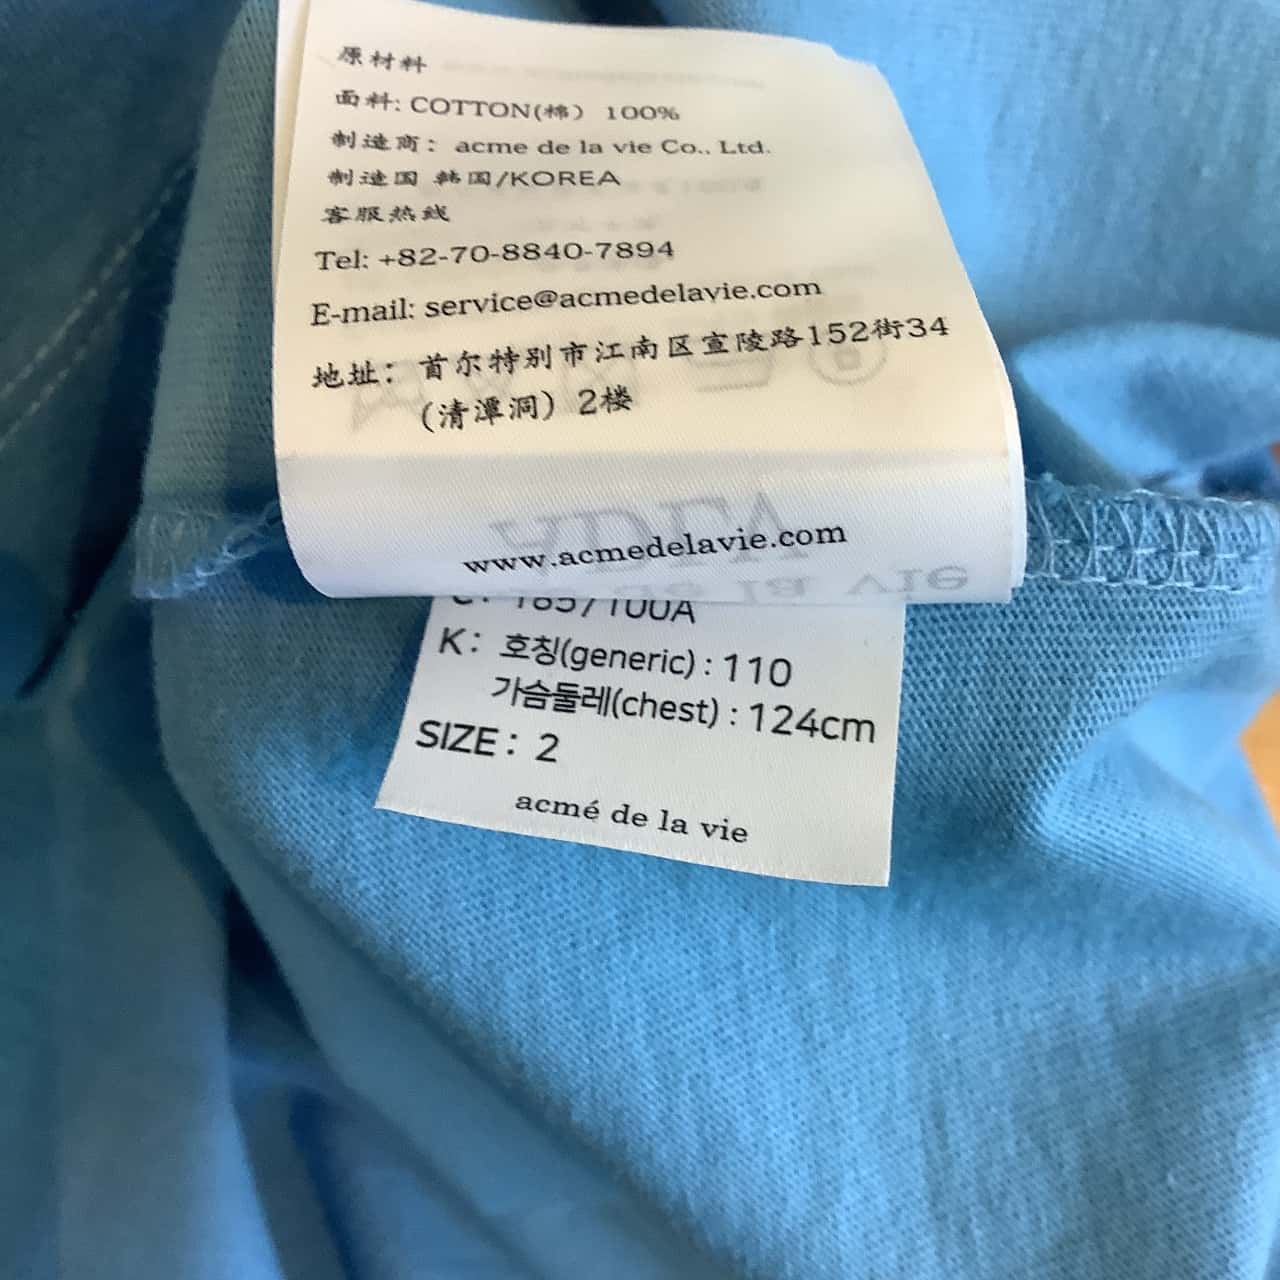 原材料
面料: COTTON(棉) 100%
制造商: acme de la vie Co., Ltd.
制造国 韩国/KOREA
客服热线
Tel: +82-70-8840-7894
E-mail: service@acmedelavie.com
地址: 首尔特别市江南区宣陵路152街34
(清潭洞) 2楼
www.acmedelavie.com
C: 185/100A
K: 호칭(generic) : 110
가슴둘레(chest) : 124cm
SIZE : 2
acmé de la vie